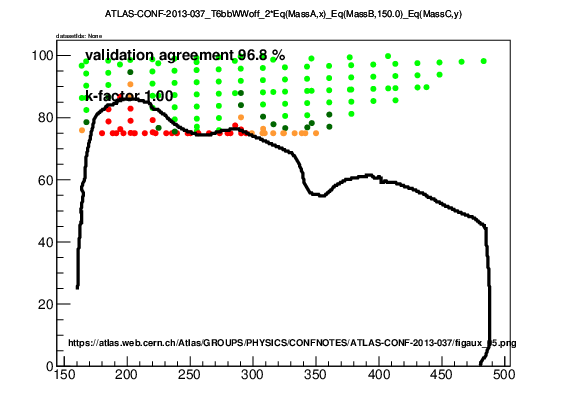 ATLAS-CONF-2013-037_T6bbWWoff_2*Eq(MassA,x)_Eq(MassB,150.0)_Eq(MassC,y)
datasetIds: None
validation agreement 96.8 %
k-factor 1.00
100
80
60
40
20
0
https://atlas.web.cern.ch/Atlas/GROUPS/PHYSICS/CONFNOTES/ATLAS-CONF-2013-037/figaux_05.png
150 200 250 300 350 400 450 500